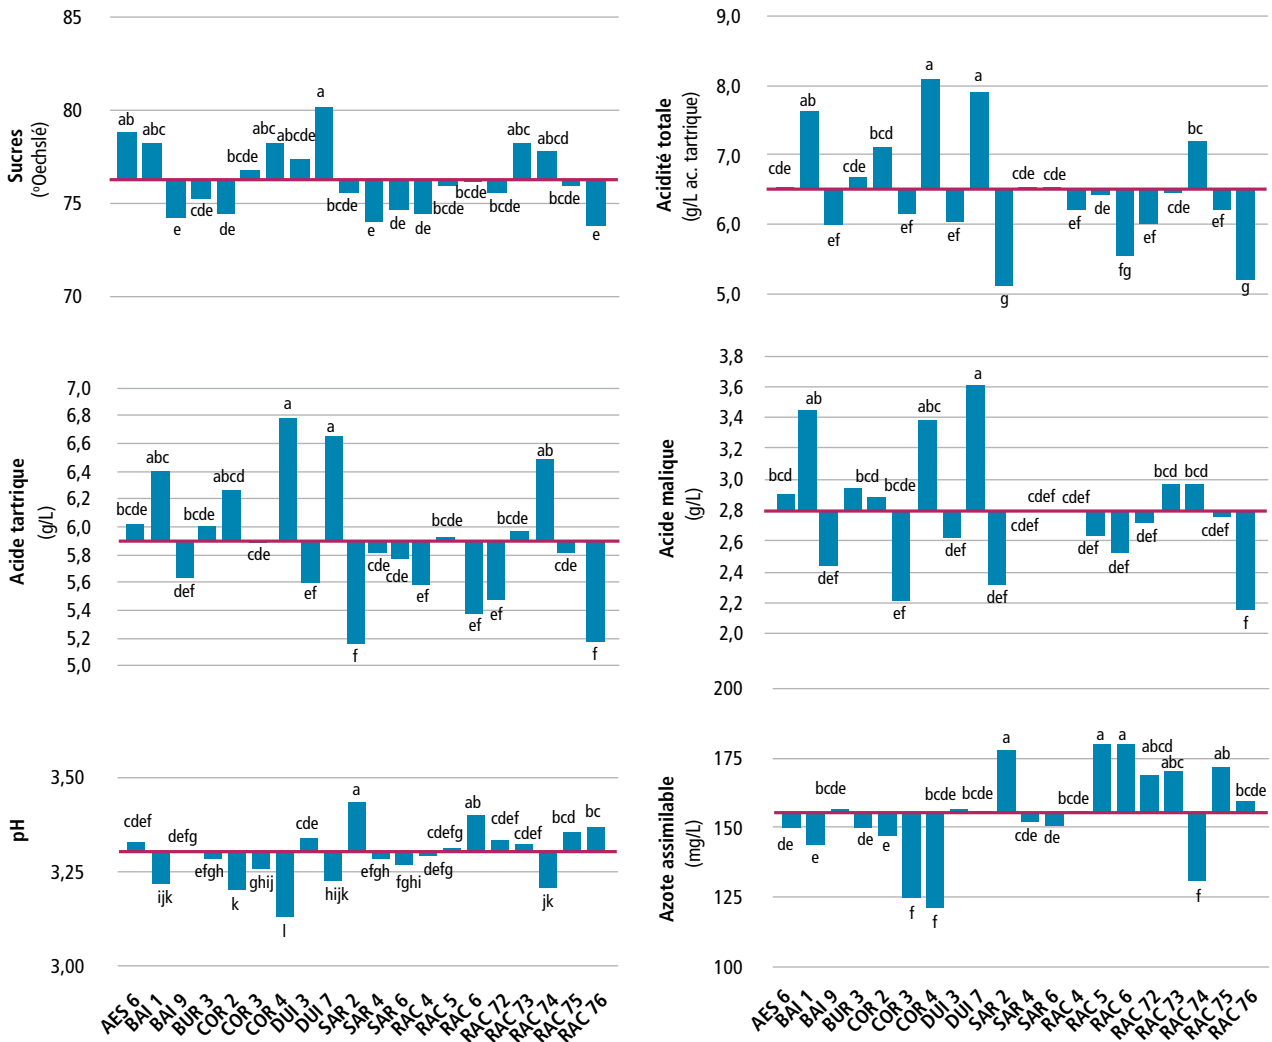 Sucres
(°Oechslé)
85
80
75
70
ab
abc
e
cde
de
bcde
abc
abcde
a
bcde
e
de
de
bcde
bcde
bcde
abc
abcd
bcde
e
Acidité totale
(g/L ac. tartrique)
9,0
8,0
7,0
6,0
5,0
cde
ab
ef
cde
bcd
ef
a
ef
a
g
cde
cde
ef
de
fg
ef
cde
bc
ef
g
Acide tartrique
(g/L)
7,0
6,8
6,6
6,4
6,2
6,0
5,8
5,6
5,4
5,2
5,0
bcde
abc
def
bcde
abcd
cde
a
ef
a
f
cde
cde
ef
bcde
ef
ef
bcde
ab
cde
f
Acide malique
(g/L)
3,8
3,6
3,4
3,2
3,0
2,8
2,6
2,4
2,2
2,0
bcd
ab
def
bcd
bcde
ef
abc
def
a
def
cdef
cdef
cdef
def
def
def
bcd
bcd
cdef
f
pH
3,50
3,25
3,00
cdef
ijk
defg
efgh
k
ghij
l
cde
hijk
a
efgh
fghi
defg
cdefg
ab
cdef
cdef
jk
bcd
bc
Azote assimilable
(mg/L)
200
175
150
125
100
de
e
bcde
de
e
f
f
bcde
bcde
a
cde
de
bcde
a
a
abcd
abc
f
ab
bcde
AES 6
BAI 1
BAI 9
BUR 3
COR 2
COR 3
COR 4
DUI 3
DUI 7
SAR 2
SAR 4
SAR 6
RAC 4
RAC 5
RAC 6
RAC 72
RAC 73
RAC 74
RAC 75
RAC 76
AES 6
BAI 1
BAI 9
BUR 3
COR 2
COR 3
COR 4
DUI 3
DUI 7
SAR 2
SAR 4
SAR 6
RAC 4
RAC 5
RAC 6
RAC 72
RAC 73
RAC 74
RAC 75
RAC 76